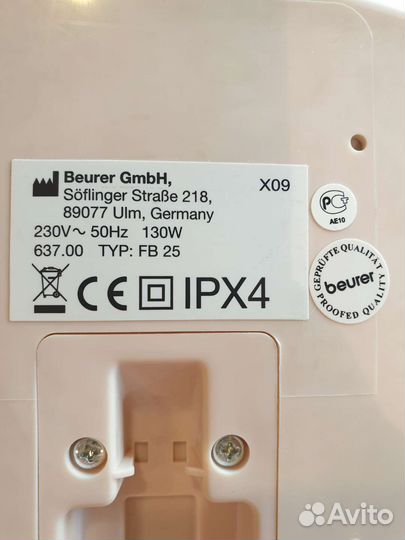 Beurer GmbH,
Söflinger Straße 218,
89077 Ulm, Germany
X09
230V~ 50Hz 130W
637.00 TYP: FB 25
CE IPX4
PCT
AE10
GEPRÜFTE QUALITÄT
beurer
PROOFED QUALITY
Avito